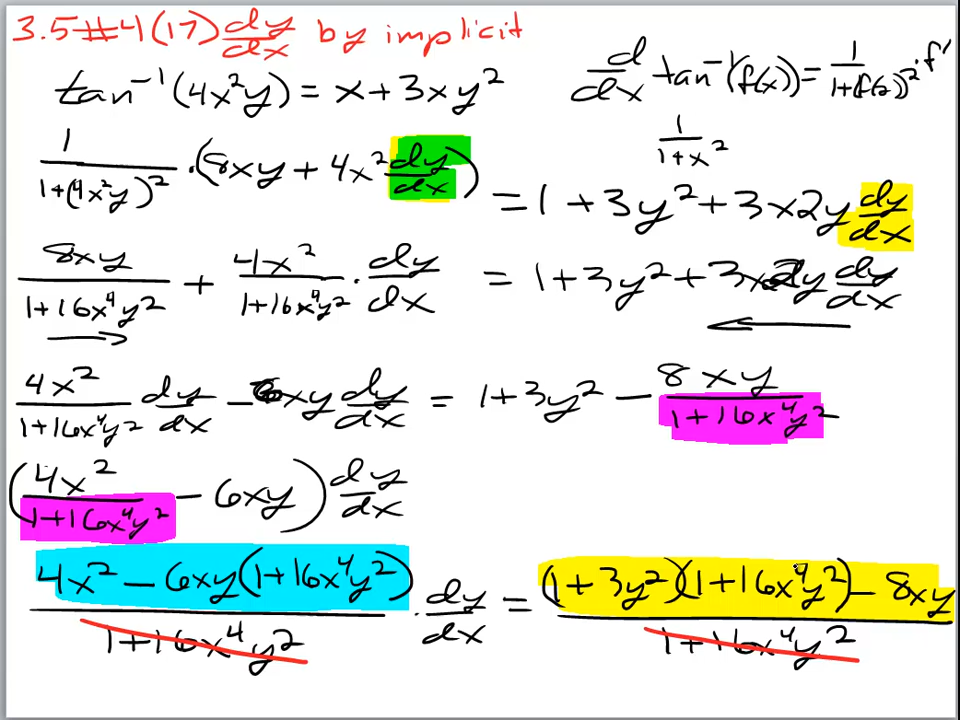 3.5#4(17) dy/dx by implicit
tan⁻¹(4x²y) = x + 3xy²
d/dx tan⁻¹(f(x)) = 1/(1+(f(x))²) · f'
1/(1+x²)
1/(1+(4x²y)²) · (8xy + 4x² dy/dx) = 1 + 3y² + 3x2y dy/dx
8xy/(1+16x⁴y²) + 4x²/(1+16x⁴y²) · dy/dx = 1 + 3y² + 3x2y dy/dx
4x²/(1+16x⁴y²) dy/dx − 6xy dy/dx = 1 + 3y² − 8xy/(1+16x⁴y²)
(4x²/(1+16x⁴y²) − 6xy) dy/dx
(4x² − 6xy(1+16x⁴y²))/(1+16x⁴y²) · dy/dx = ((1+3y²)(1+16x⁴y²) − 8xy)/(1+16x⁴y²)